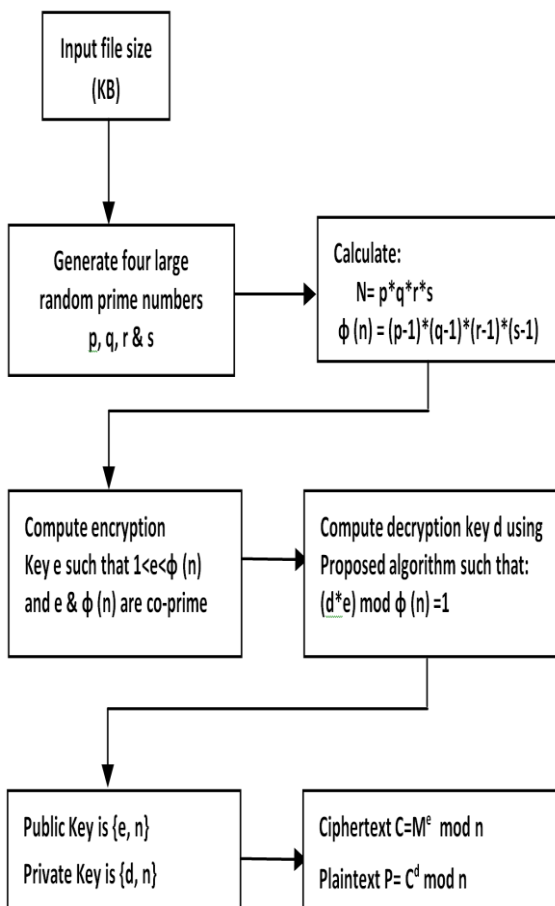 Input file size
(KB)
Generate four large
random prime numbers
p, q, r & s
Calculate:
N= p*q*r*s
ϕ (n) = (p-1)*(q-1)*(r-1)*(s-1)
Compute encryption
Key e such that 1<e<ϕ (n)
and e & ϕ (n) are co-prime
Compute decryption key d using
Proposed algorithm such that:
(d*e) mod ϕ (n) =1
Public Key is {e, n}
Private Key is {d, n}
Ciphertext C=Mᵉ mod n
Plaintext P= Cᵈ mod n